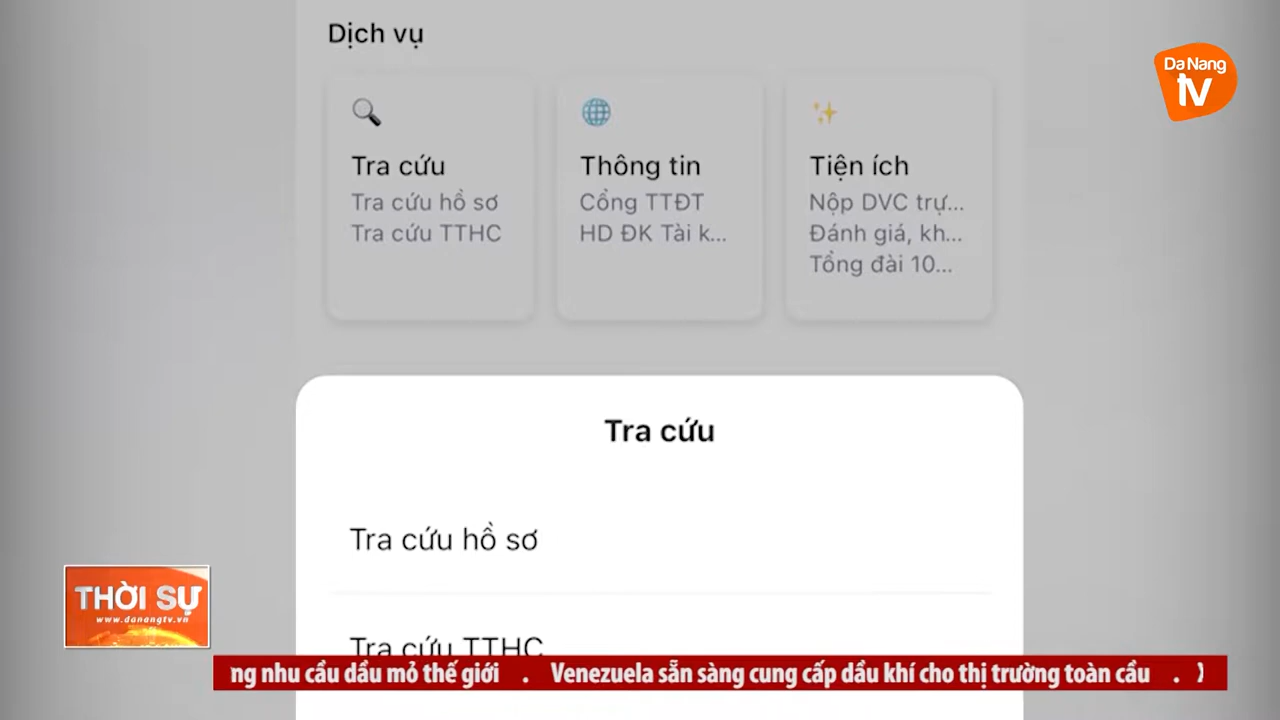 Dịch vụ
Da Nang
tv
Tra cứu
Tra cứu hồ sơ
Tra cứu TTHC
Thông tin
Cổng TTĐT
HD ĐK Tài k...
Tiện ích
Nộp DVC trự...
Đánh giá, kh...
Tổng đài 10...
Tra cứu
Tra cứu hồ sơ
Tra cứu TTHC
THỜI SỰ
www.danangtv.vn
ng nhu cầu dầu mỏ thế giới . Venezuela sẵn sàng cung cấp dầu khí cho thị trường toàn cầu .